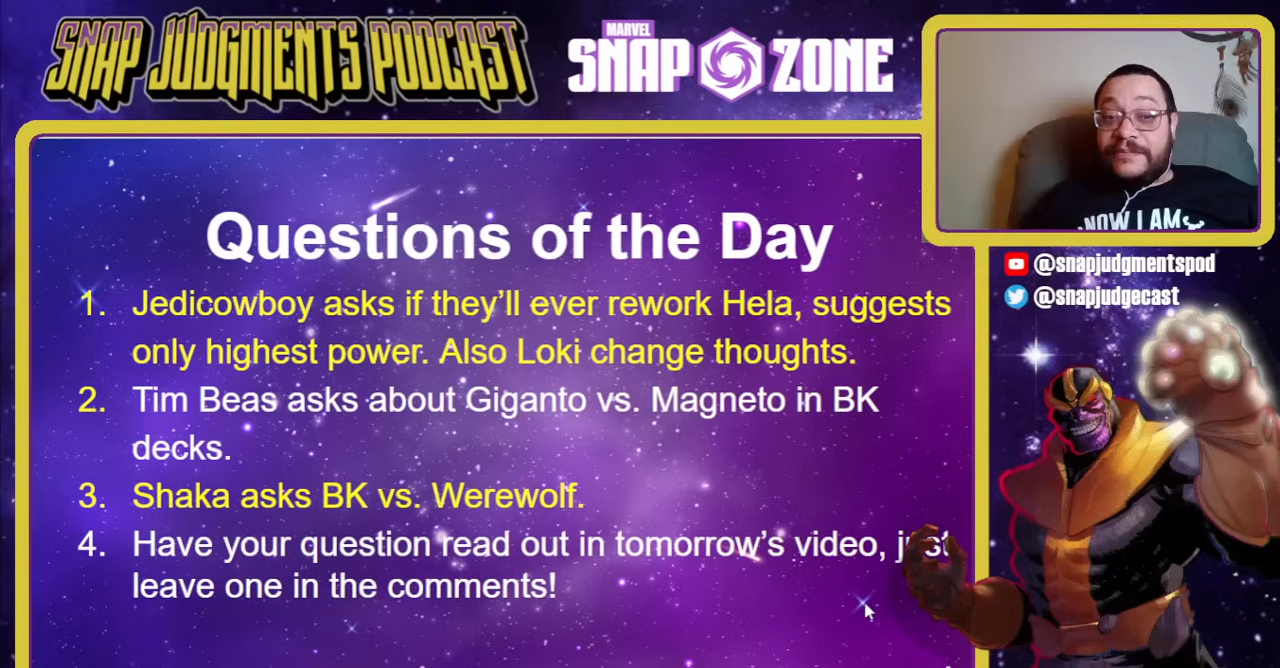 SNAP JUDGMENTS PODCAST
MARVEL
SNAP ZONE
NOW I AM
@snapjudgmentspod
@snapjudgecast
Questions of the Day
1. Jedicowboy asks if they’ll ever rework Hela, suggests
only highest power. Also Loki change thoughts.
2. Tim Beas asks about Giganto vs. Magneto in BK
decks.
3. Shaka asks BK vs. Werewolf.
4. Have your question read out in tomorrow’s video, just
leave one in the comments!